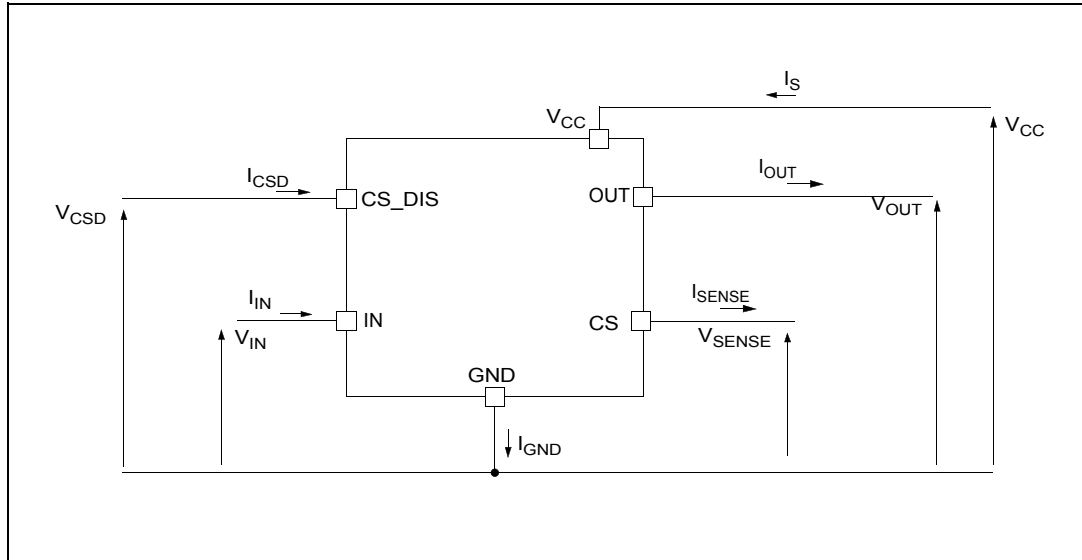 I_S
V_CC
V_CC
I_CSD
I_OUT
CS_DIS
OUT
V_CSD
V_OUT
I_IN
I_SENSE
IN
CS
V_IN
V_SENSE
GND
I_GND